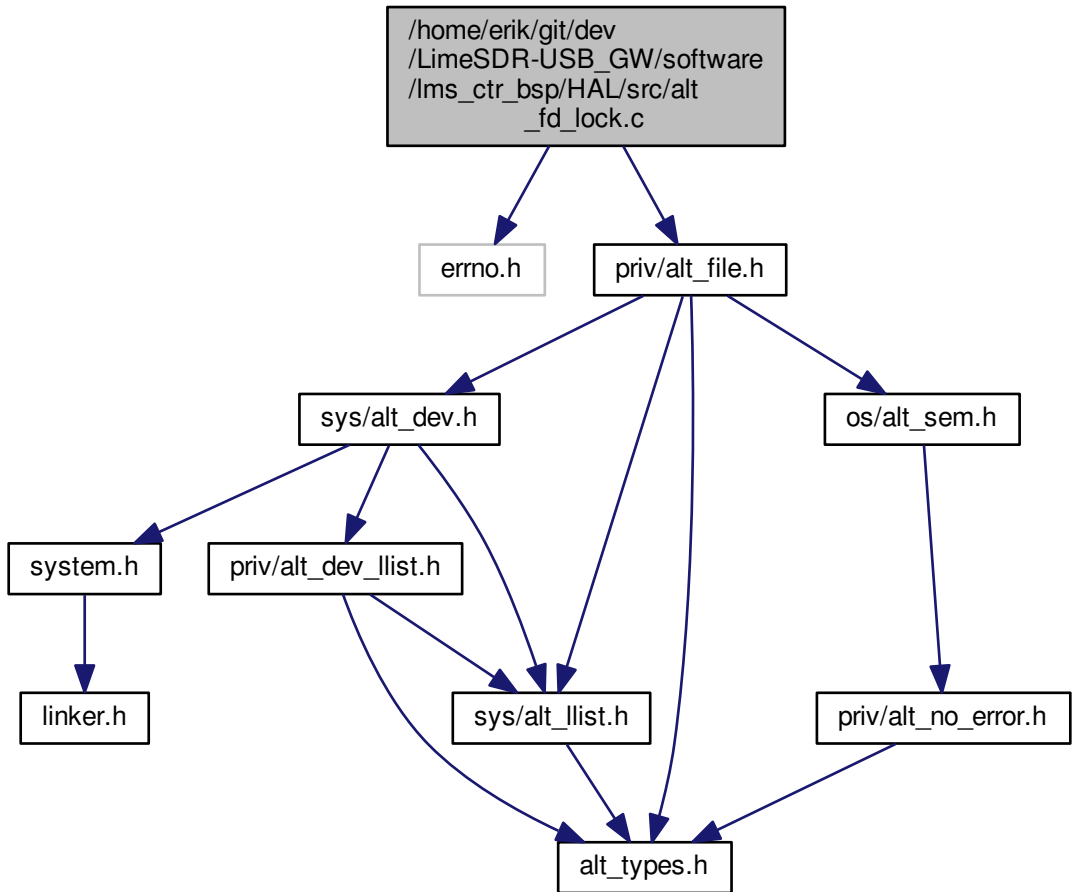 /home/erik/git/dev
/LimeSDR-USB_GW/software
/lms_ctr_bsp/HAL/src/alt
_fd_lock.c
errno.h
priv/alt_file.h
sys/alt_dev.h
os/alt_sem.h
system.h
priv/alt_dev_llist.h
linker.h
sys/alt_llist.h
priv/alt_no_error.h
alt_types.h